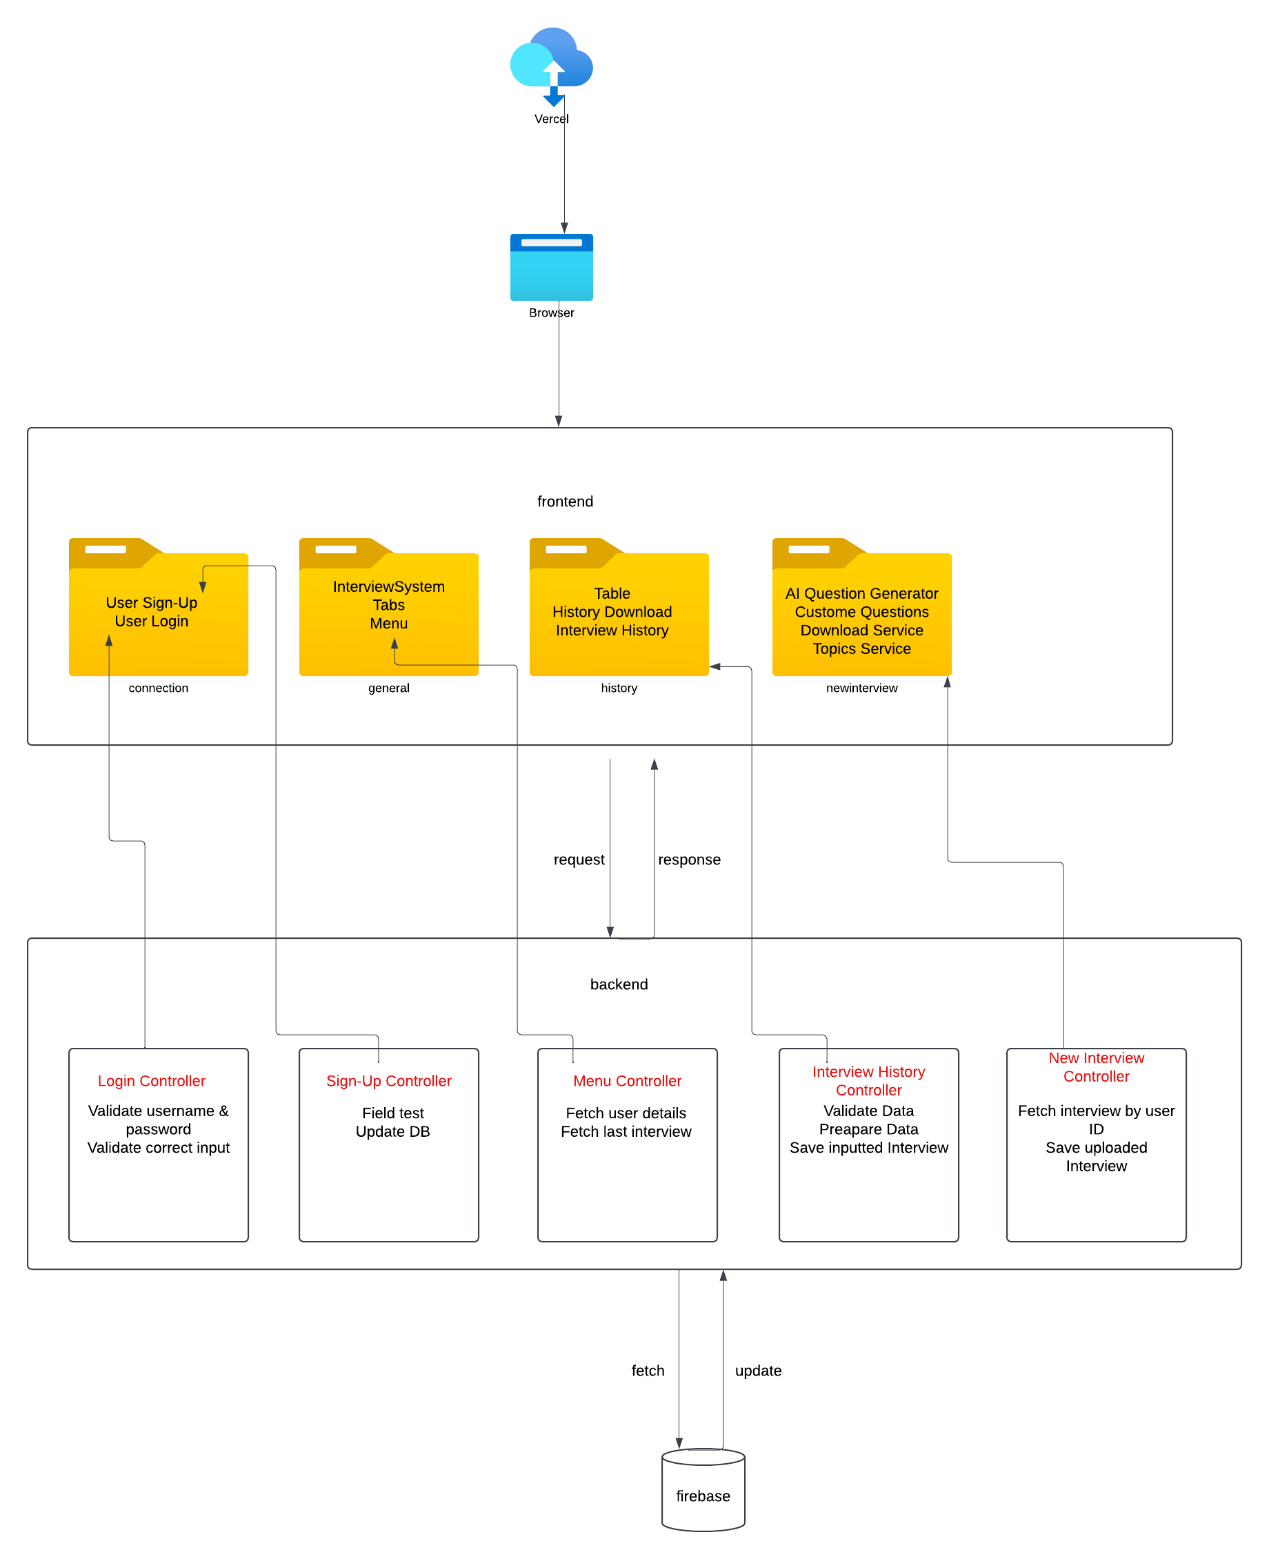 Vercel
Browser
frontend
User Sign-Up
User Login
connection
InterviewSystem
Tabs
Menu
general
Table
History Download
Interview History
history
AI Question Generator
Custome Questions
Download Service
Topics Service
newinterview
request
response
backend
Login Controller
Validate username &
password
Validate correct input
Sign-Up Controller
Field test
Update DB
Menu Controller
Fetch user details
Fetch last interview
Interview History
Controller
Validate Data
Preapare Data
Save inputted Interview
New Interview
Controller
Fetch interview by user
ID
Save uploaded
Interview
fetch
update
firebase